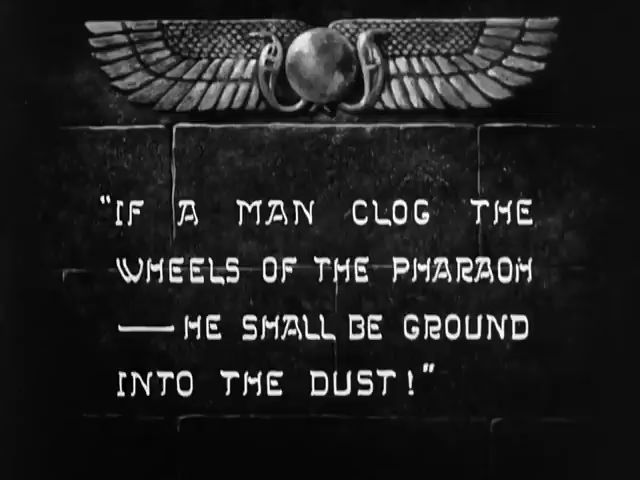 "IF A MAN CLOG THE
WHEELS OF THE PHARAOH
—HE SHALL BE GROUND
INTO THE DUST!"